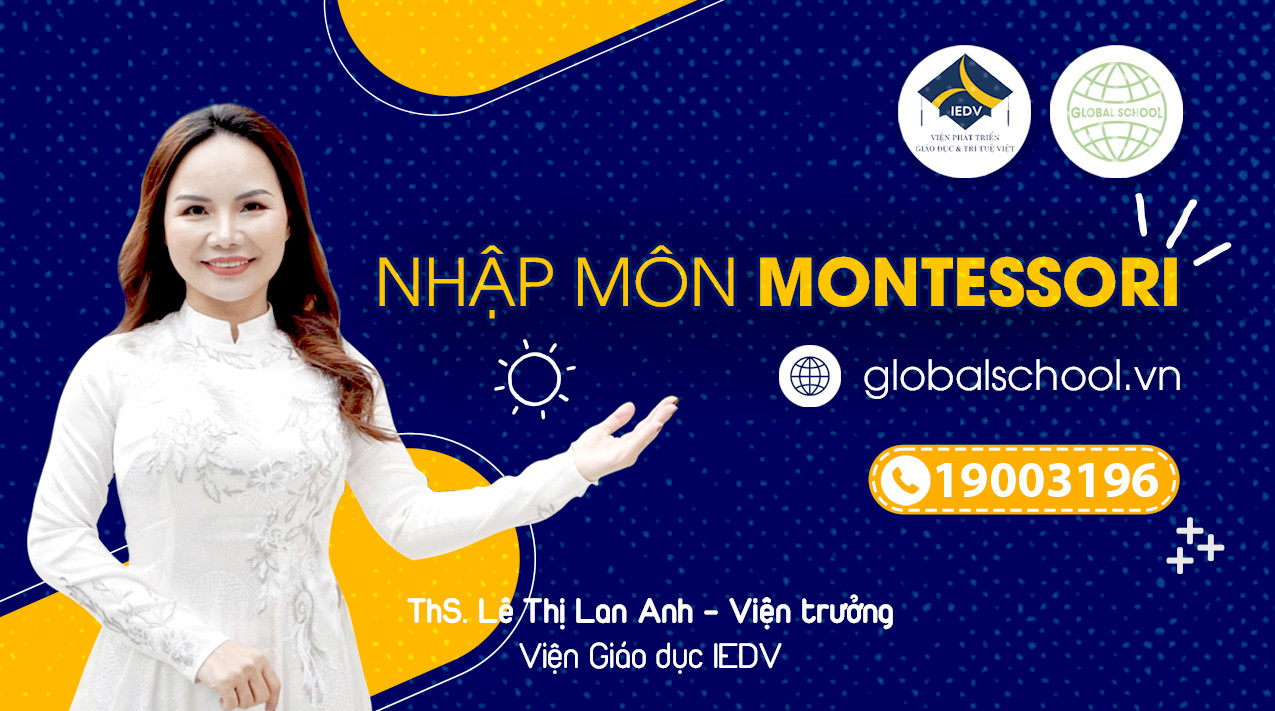 IEDV
VIỆN PHÁT TRIỂN
GIÁO DỤC & TRÍ TUỆ VIỆT
GLOBAL SCHOOL
NHẬP MÔN MONTESSORI
globalschool.vn
19003196
ThS. Lê Thị Lan Anh - Viện trưởng
Viện Giáo dục IEDV